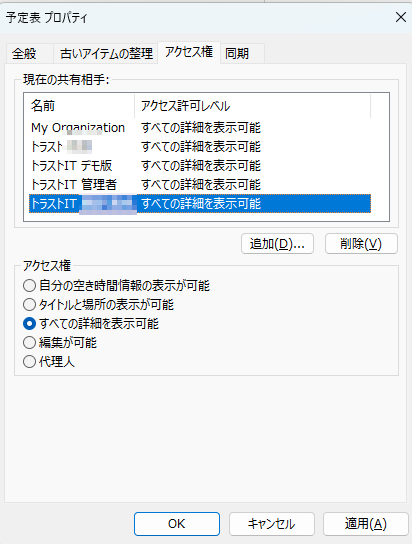 予定表 プロパティ
全般 古いアイテムの整理 アクセス権 同期
現在の共有相手:
名前 アクセス許可レベル
My Organization すべての詳細を表示可能
トラスト すべての詳細を表示可能
トラストIT デモ版 すべての詳細を表示可能
トラストIT 管理者 すべての詳細を表示可能
トラストIT すべての詳細を表示可能
追加(D)... 削除(V)
アクセス権
自分の空き時間情報の表示が可能
タイトルと場所の表示が可能
すべての詳細を表示可能
編集が可能
代理人
OK キャンセル 適用(A)